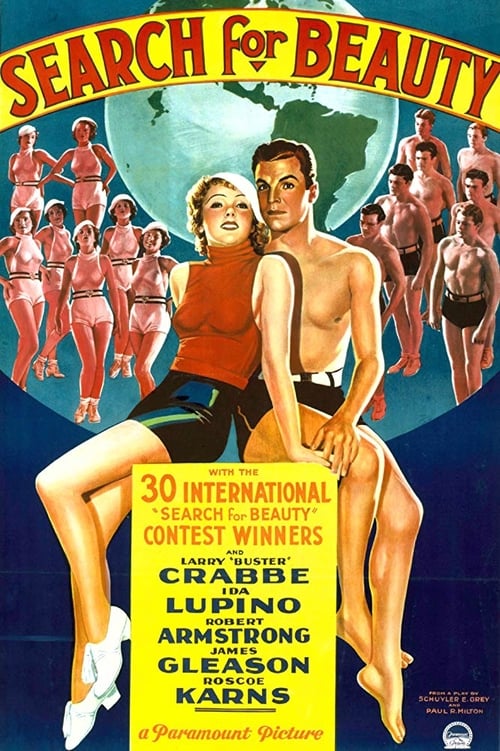 SEARCH for BEAUTY
WITH THE
30 INTERNATIONAL
"SEARCH for BEAUTY"
CONTEST WINNERS
AND
LARRY "BUSTER"
CRABBE
IDA
LUPINO
ROBERT
ARMSTRONG
JAMES
GLEASON
ROSCOE
KARNS
a Paramount Picture
FROM A PLAY BY
SCHUYLER E. GREY
AND
PAUL R. MILTON
Paramount